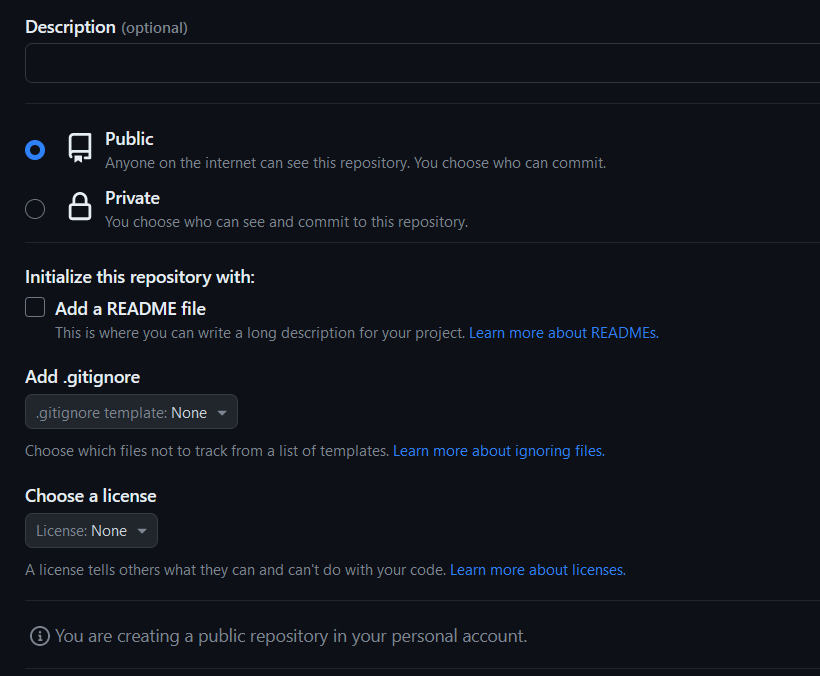 Description (optional)
Public
Anyone on the internet can see this repository. You choose who can commit.
Private
You choose who can see and commit to this repository.
Initialize this repository with:
Add a README file
This is where you can write a long description for your project. Learn more about READMEs.
Add .gitignore
.gitignore template: None
Choose which files not to track from a list of templates. Learn more about ignoring files.
Choose a license
License: None
A license tells others what they can and can't do with your code. Learn more about licenses.
You are creating a public repository in your personal account.